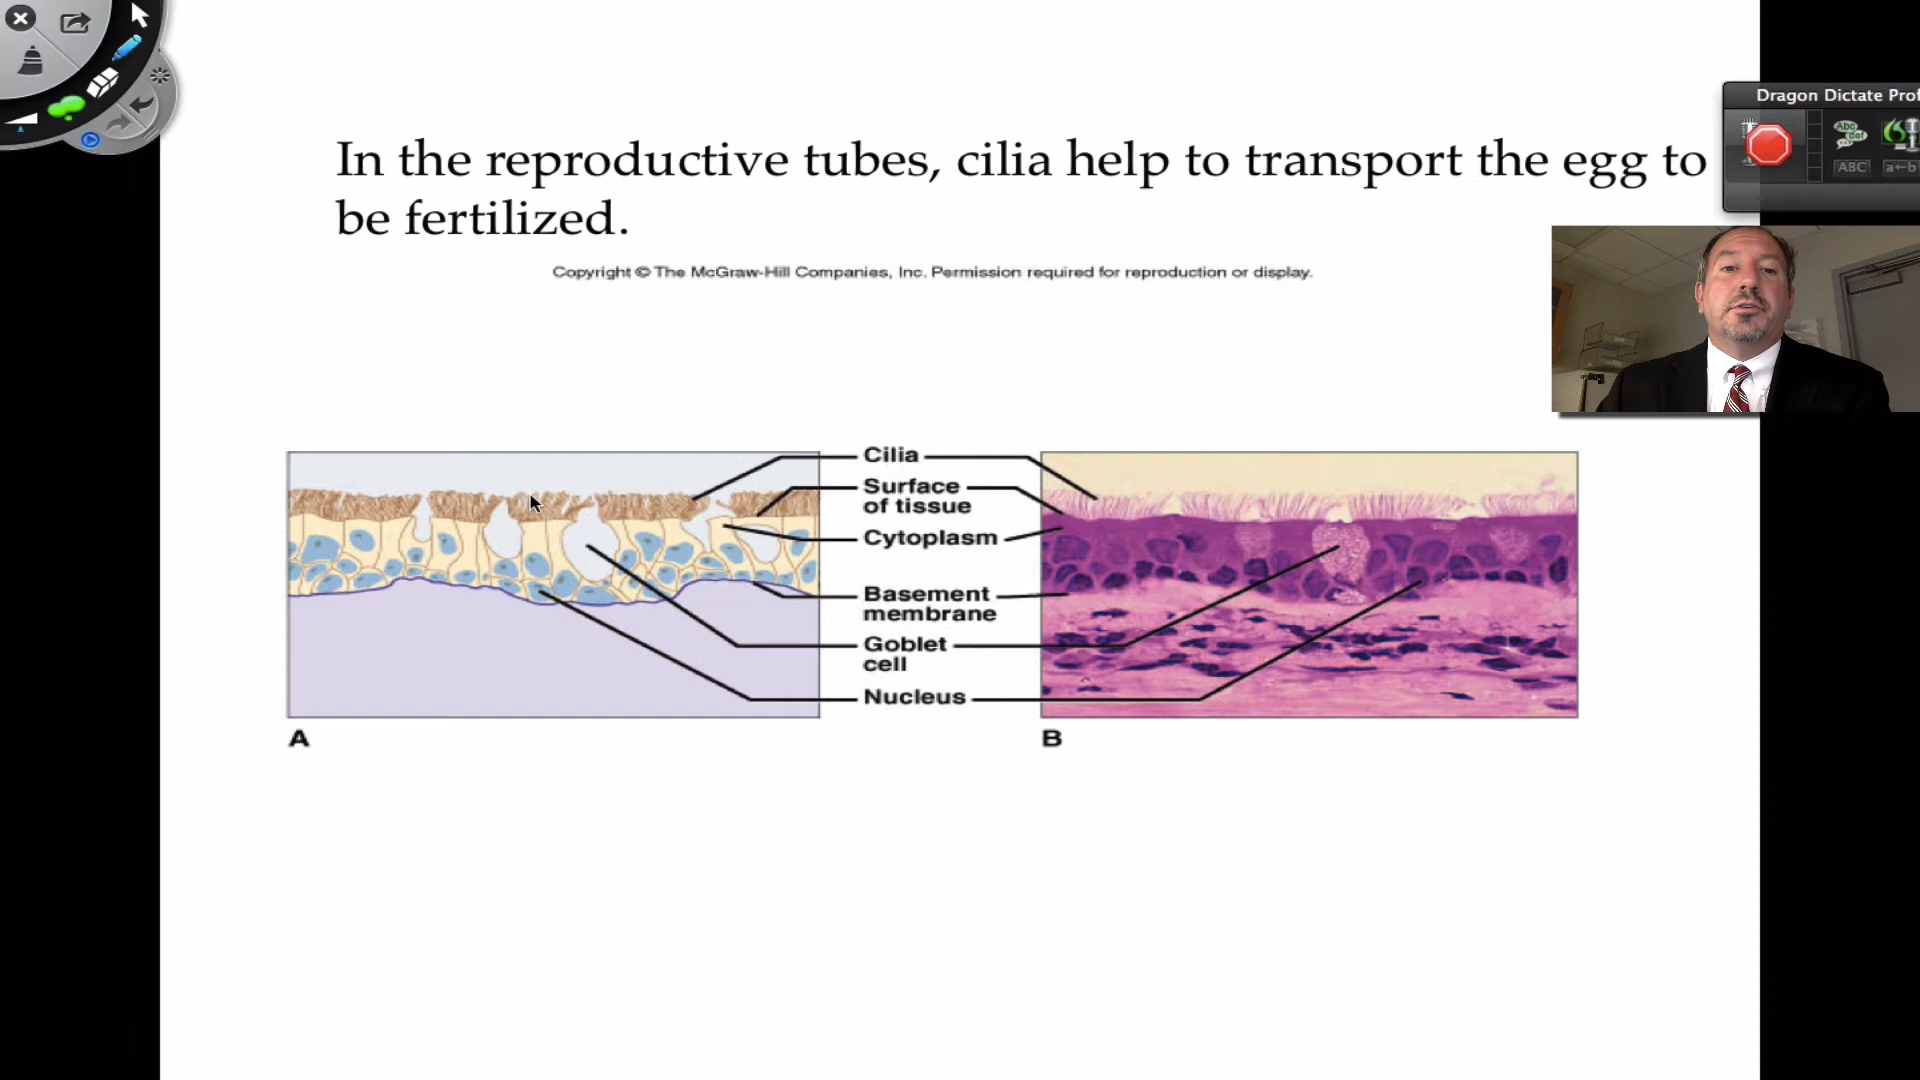 Dragon Dictate Prof
In the reproductive tubes, cilia help to transport the egg to
be fertilized.
ABC
a←b
Copyright © The McGraw-Hill Companies, Inc. Permission required for reproduction or display.
Cilia
Surface
of tissue
Cytoplasm
Basement
membrane
Goblet
cell
Nucleus
A
B